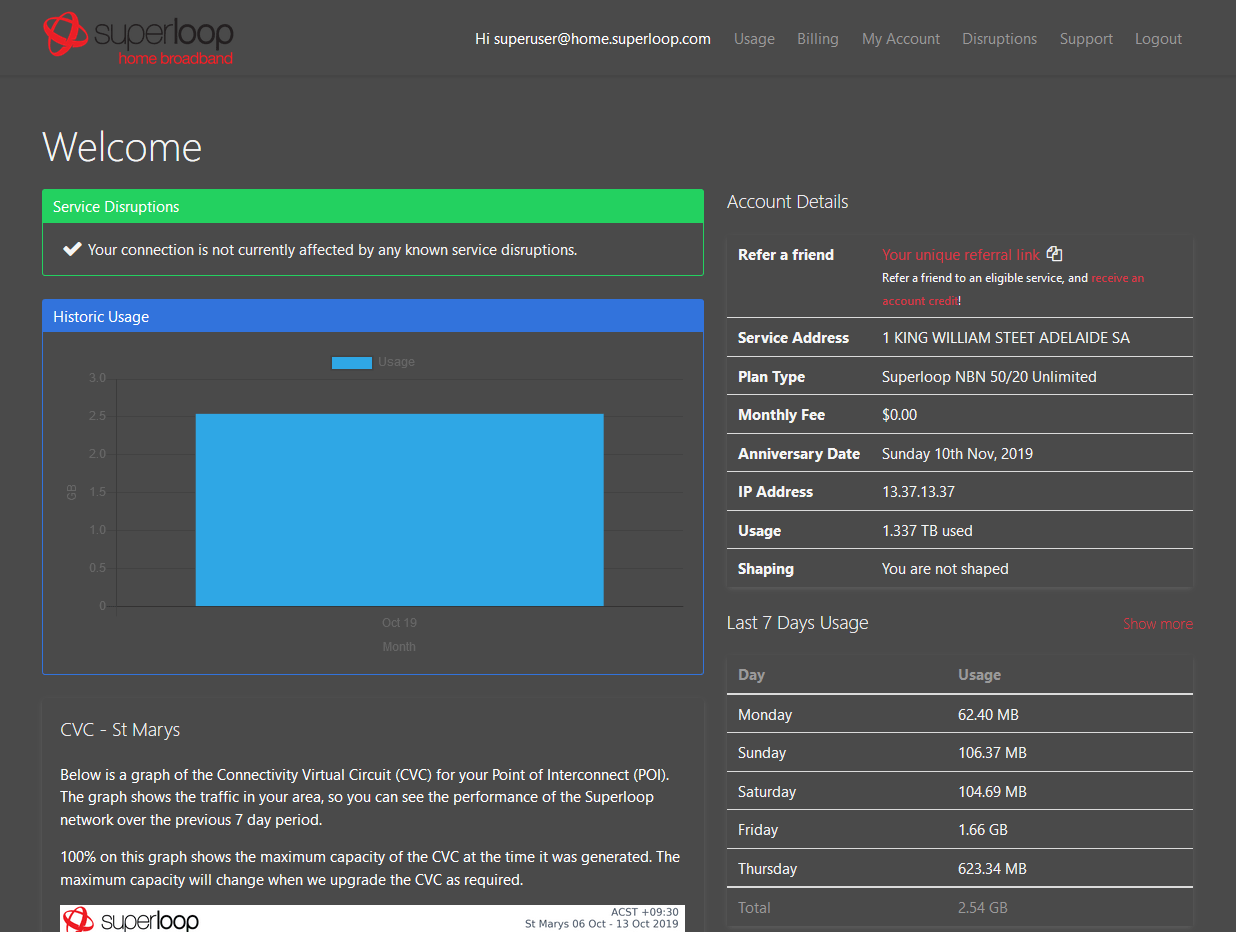 superloop
home broadband
Hi superuser@home.superloop.com Usage Billing My Account Disruptions Support Logout
Welcome
Service Disruptions
Your connection is not currently affected by any known service disruptions.
Historic Usage
Usage
3.0
2.5
2.0
1.5
1.0
0.5
0
GB
Oct 19
Month
CVC - St Marys
Below is a graph of the Connectivity Virtual Circuit (CVC) for your Point of Interconnect (POI).
The graph shows the traffic in your area, so you can see the performance of the Superloop
network over the previous 7 day period.
100% on this graph shows the maximum capacity of the CVC at the time it was generated. The
maximum capacity will change when we upgrade the CVC as required.
superloop
ACST +09:30
St Marys 06 Oct - 13 Oct 2019
Account Details
Refer a friend Your unique referral link
Refer a friend to an eligible service, and receive an
account credit!
Service Address 1 KING WILLIAM STEET ADELAIDE SA
Plan Type Superloop NBN 50/20 Unlimited
Monthly Fee $0.00
Anniversary Date Sunday 10th Nov, 2019
IP Address 13.37.13.37
Usage 1.337 TB used
Shaping You are not shaped
Last 7 Days Usage Show more
Day Usage
Monday 62.40 MB
Sunday 106.37 MB
Saturday 104.69 MB
Friday 1.66 GB
Thursday 623.34 MB
Total 2.54 GB